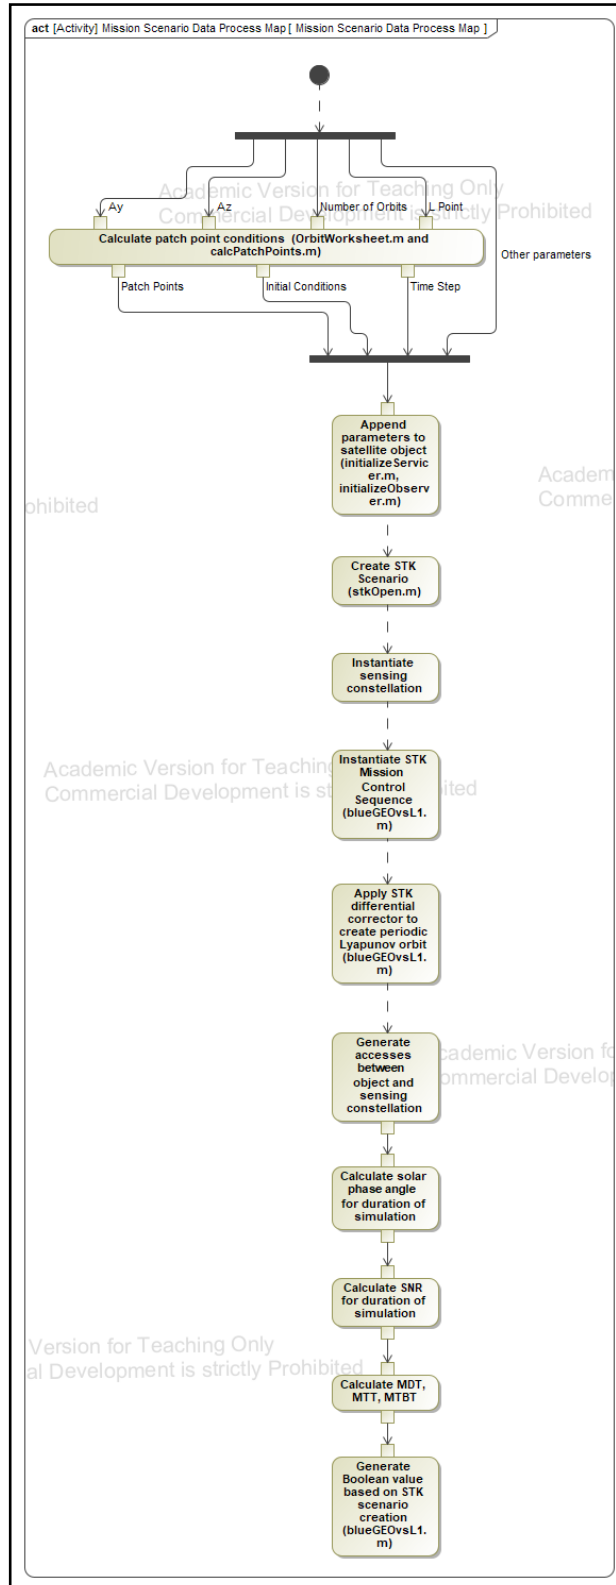 act [Activity] Mission Scenario Data Process Map [ Mission Scenario Data Process Map ]
Academic Version for Teaching Only
Commercial Development is strictly Prohibited
Ay
Az
Number of Orbits
L Point
Calculate patch point conditions (OrbitWorksheet.m and
calcPatchPoints.m)
Other parameters
Patch Points
Initial Conditions
Time Step
Append
parameters to
satellite object
(initializeServic
er.m,
initializeObserv
er.m)
Academ
Comme
ohibited
Create STK
Scenario
(stkOpen.m)
Instantiate
sensing
constellation
Academic Version for Teaching
Commercial Development is st
bited
Instantiate STK
Mission
Control
Sequence
(blueGEOvsL1.
m)
Apply STK
differential
corrector to
create periodic
Lyapunov orbit
(blueGEOvsL1.
m)
Generate
accesses
between
object and
sensing
constellation
cademic Version fo
ommercial Develop
Calculate solar
phase angle
for duration of
simulation
Calculate SNR
for duration of
simulation
Version for Teaching Only
al Development is strictly Prohibited
Calculate MDT,
MTT, MTBT
Generate
Boolean value
based on STK
scenario
creation
(blueGEOvsL1.
m)